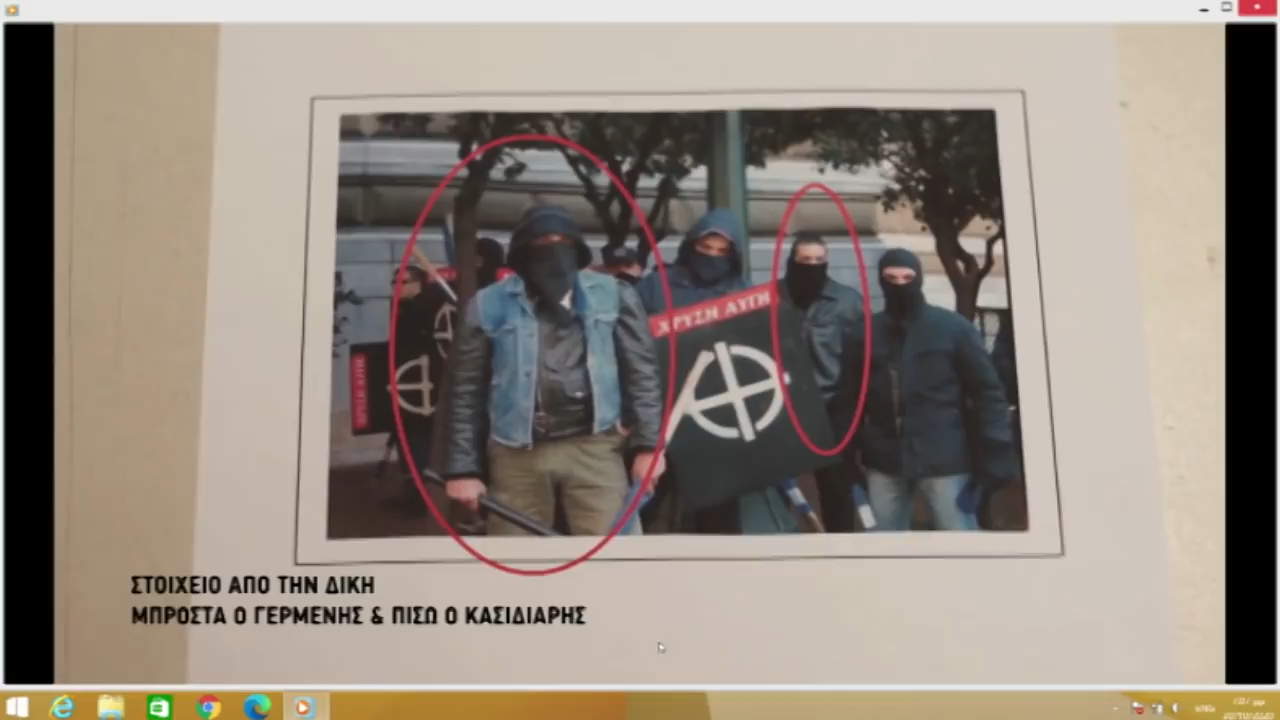 ΧΡΥΣΗ ΑΥΓΗ
ΣΤΟΙΧΕΙΟ ΑΠΟ ΤΗΝ ΔΙΚΗ
ΜΠΡΟΣΤΑ Ο ΓΕΡΜΕΝΗΣ & ΠΙΣΩ Ο ΚΑΣΙΔΙΑΡΗΣ